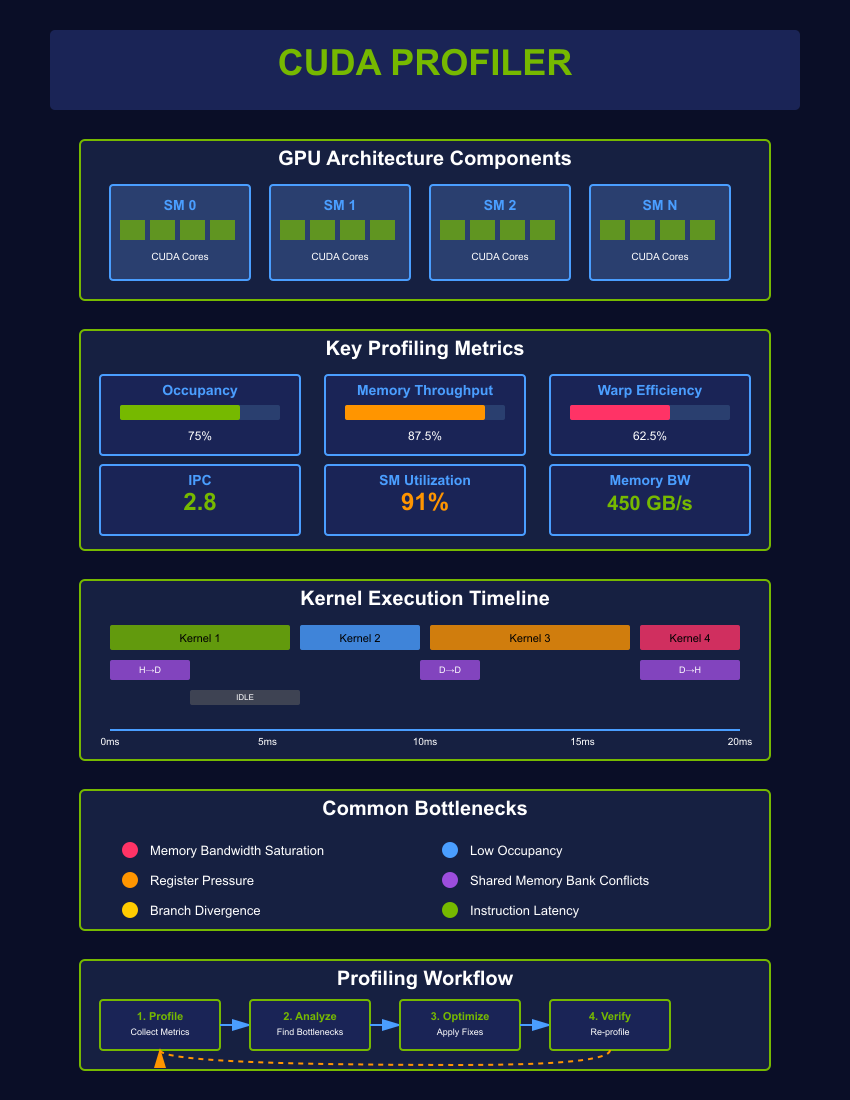 CUDA PROFILER
GPU Architecture Components
SM 0
SM 1
SM 2
SM N
CUDA Cores
CUDA Cores
CUDA Cores
CUDA Cores
Key Profiling Metrics
Occupancy
Memory Throughput
Warp Efficiency
75%
87.5%
62.5%
IPC
SM Utilization
Memory BW
2.8
91%
450 GB/s
Kernel Execution Timeline
Kernel 1
Kernel 2
Kernel 3
Kernel 4
H→D
D→D
D→H
IDLE
0ms
5ms
10ms
15ms
20ms
Common Bottlenecks
Memory Bandwidth Saturation
Low Occupancy
Register Pressure
Shared Memory Bank Conflicts
Branch Divergence
Instruction Latency
Profiling Workflow
1. Profile
Collect Metrics
2. Analyze
Find Bottlenecks
3. Optimize
Apply Fixes
4. Verify
Re-profile